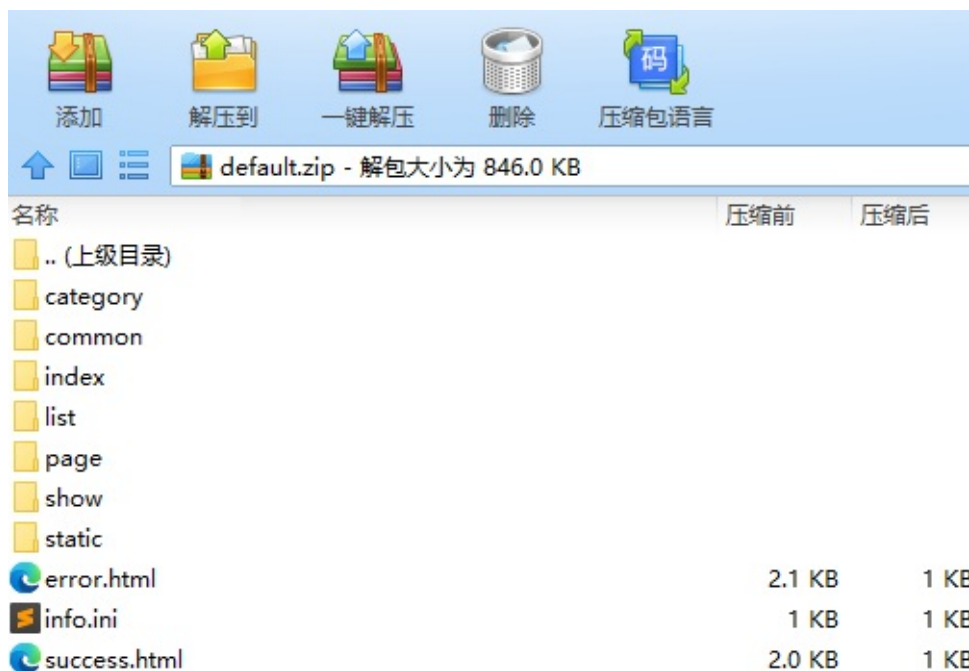 添加 解压到 一键解压 删除 码 压缩包语言
default.zip - 解包大小为 846.0 KB
名称 压缩前 压缩后
.. (上级目录)
category
common
index
list
page
show
static
error.html 2.1 KB 1 KB
info.ini 1 KB 1 KB
success.html 2.0 KB 1 KB